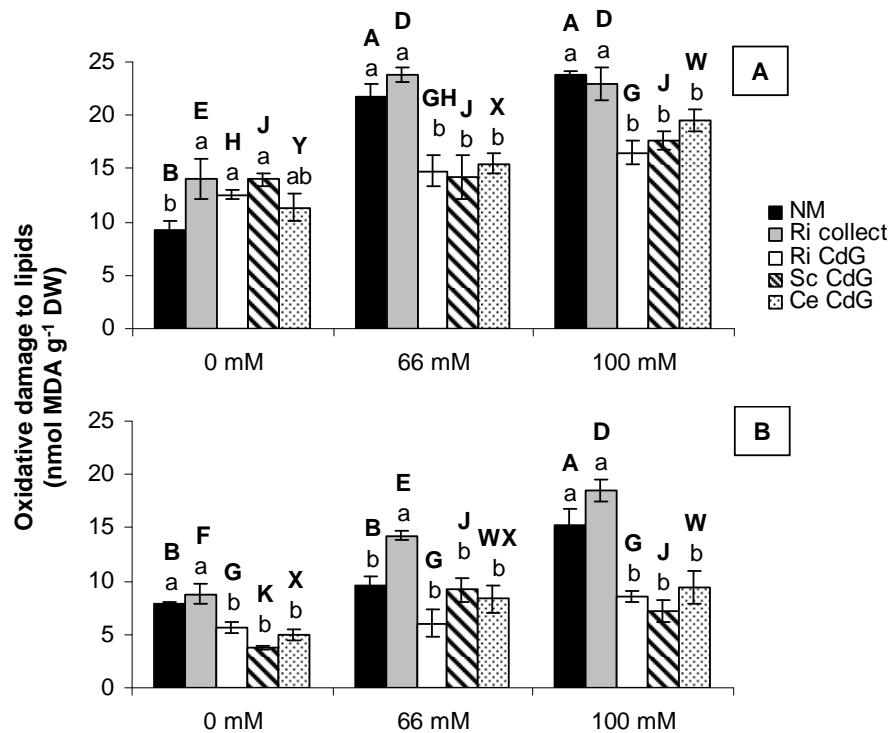 Oxidative damage to lipids
(nmol MDA g-1 DW)
A
25
20
15
10
5
0
B
b
E
a
H
a
J
a
Y
ab
A
a
D
a
GH
b
J
b
X
b
A
a
D
a
G
b
J
b
W
b
0 mM
66 mM
100 mM
NM
Ri collect
Ri CdG
Sc CdG
Ce CdG
B
25
20
15
10
5
0
B
a
F
a
G
b
K
b
X
b
B
b
E
a
G
b
J
b
WX
b
A
a
D
a
G
b
J
b
W
b
0 mM
66 mM
100 mM